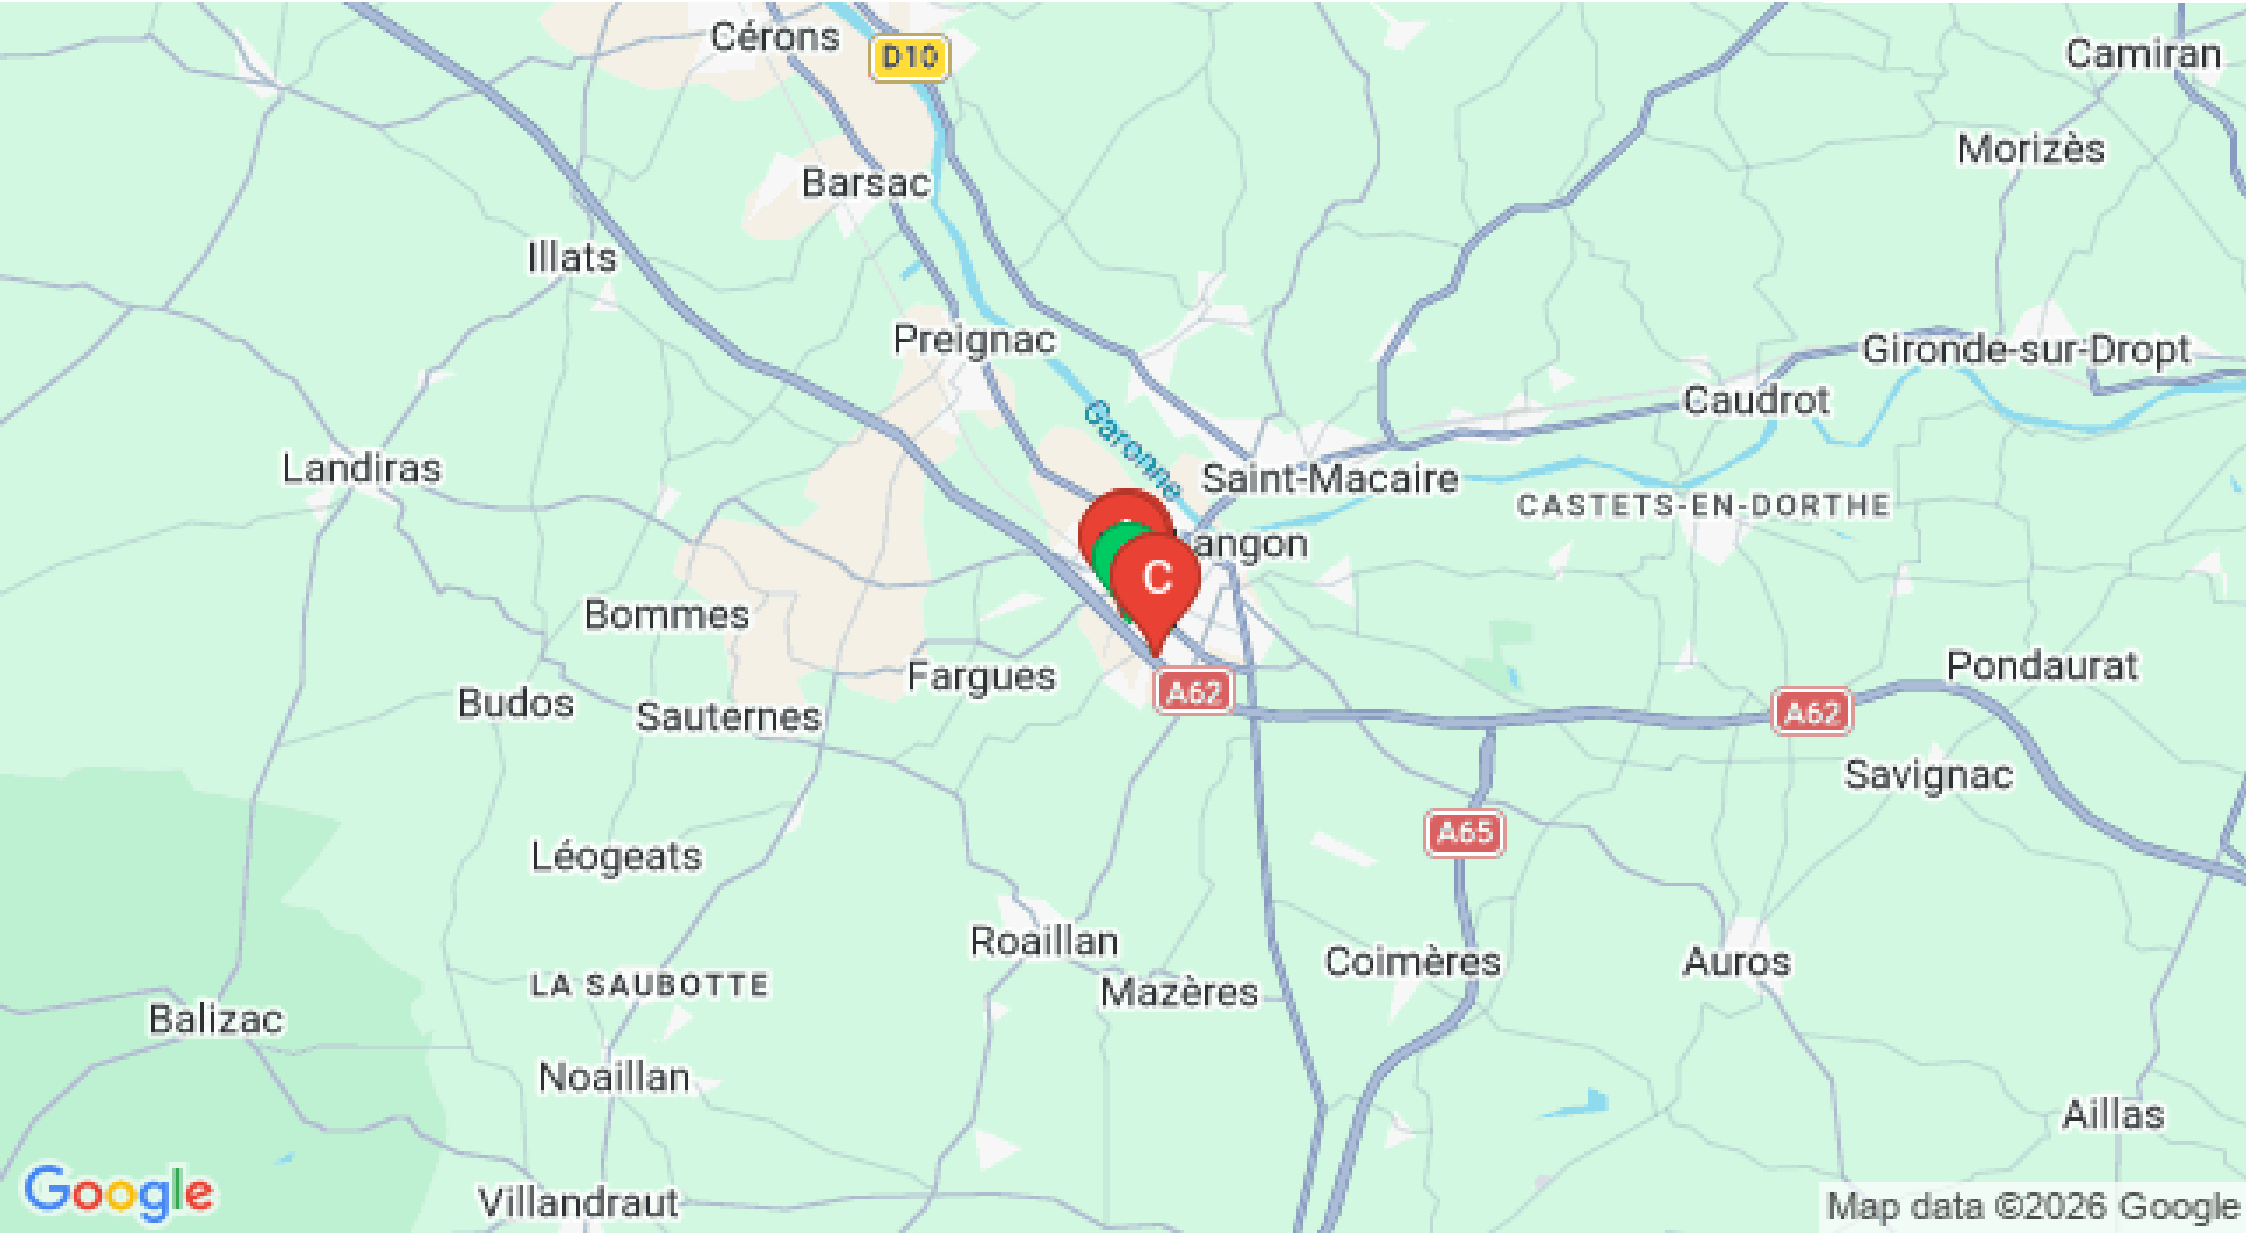 Cérons
D10
Camiran
Morizès
Barsac
Illats
Preignac
Gironde-sur-Dropt
Caudrot
Garonne
Landiras
Saint-Macaire
CASTETS-EN-DORTHE
angon
C
Bommes
Fargues
Pondaurat
A62
A62
Budos
Sauternes
Savignac
A65
Léogeats
Roaillan
Coimères
Auros
LA SAUBOTTE
Mazères
Balizac
Noaillan
Aillas
Google
Villandraut
Map data ©2026 Google